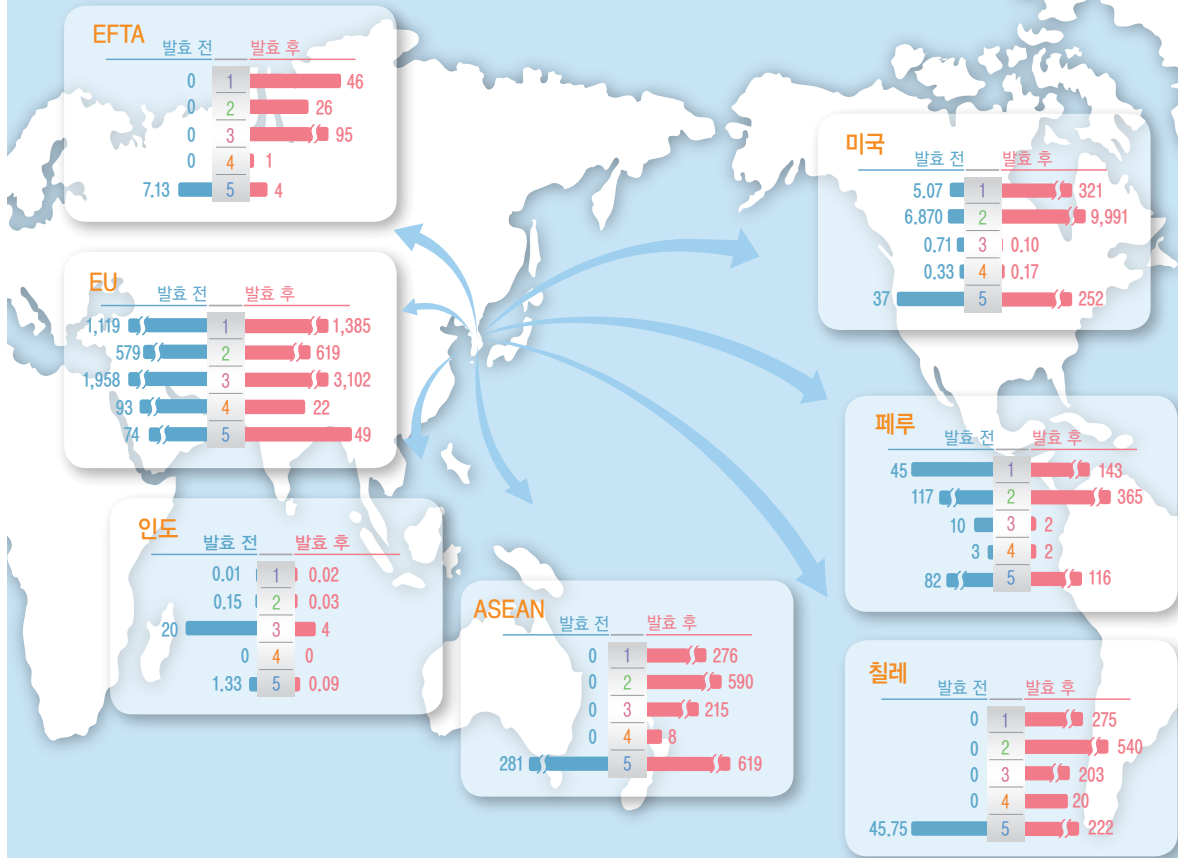 EFTA
발효 전 발효 후
0 1 46
0 2 26
0 3 95
0 4 1
7.13 5 4
EU
발효 전 발효 후
1,119 1 1,385
579 2 619
1,958 3 3,102
93 4 22
74 5 49
인도
발효 전 발효 후
0.01 1 0.02
0.15 2 0.03
20 3 4
0 4 0
1.33 5 0.09
ASEAN
발효 전 발효 후
0 1 276
0 2 590
0 3 215
0 4 8
281 5 619
미국
발효 전 발효 후
5.07 1 321
6.870 2 9,991
0.71 3 0.10
0.33 4 0.17
37 5 252
페루
발효 전 발효 후
45 1 143
117 2 365
10 3 2
3 4 2
82 5 116
칠레
발효 전 발효 후
0 1 275
0 2 540
0 3 203
0 4 20
45.75 5 222